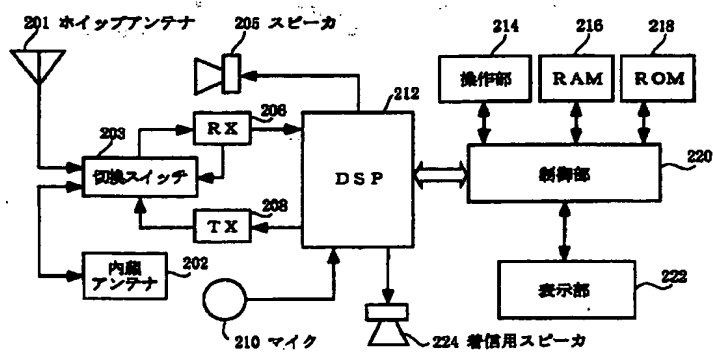 201 ホイップアンテナ
205 スピーカ
214
216
218
操作部
RAM
ROM
212
206
RX
203
切換スイッチ
DSP
制御部
220
208
TX
内蔵
アンテナ
202
表示部
222
210 マイク
224 着信用スピーカ